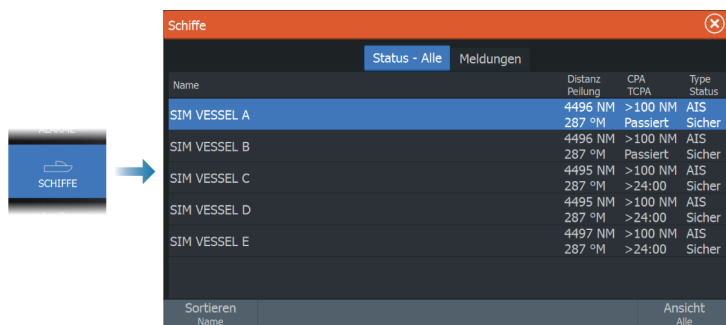 Schiffe
Status - Alle Meldungen
Name Distanz CPA Type
Peilung TCPA Status
SIM VESSEL A 4496 NM >100 NM AIS
287 °M Passiert Sicher
SIM VESSEL B 4496 NM >100 NM AIS
287 °M Passiert Sicher
SIM VESSEL C 4495 NM >100 NM AIS
287 °M >24:00 Sicher
SIM VESSEL D 4495 NM >100 NM AIS
287 °M >24:00 Sicher
SIM VESSEL E 4497 NM >100 NM AIS
287 °M >24:00 Sicher
SCHIFFE
Sortieren Ansicht
Name Alle